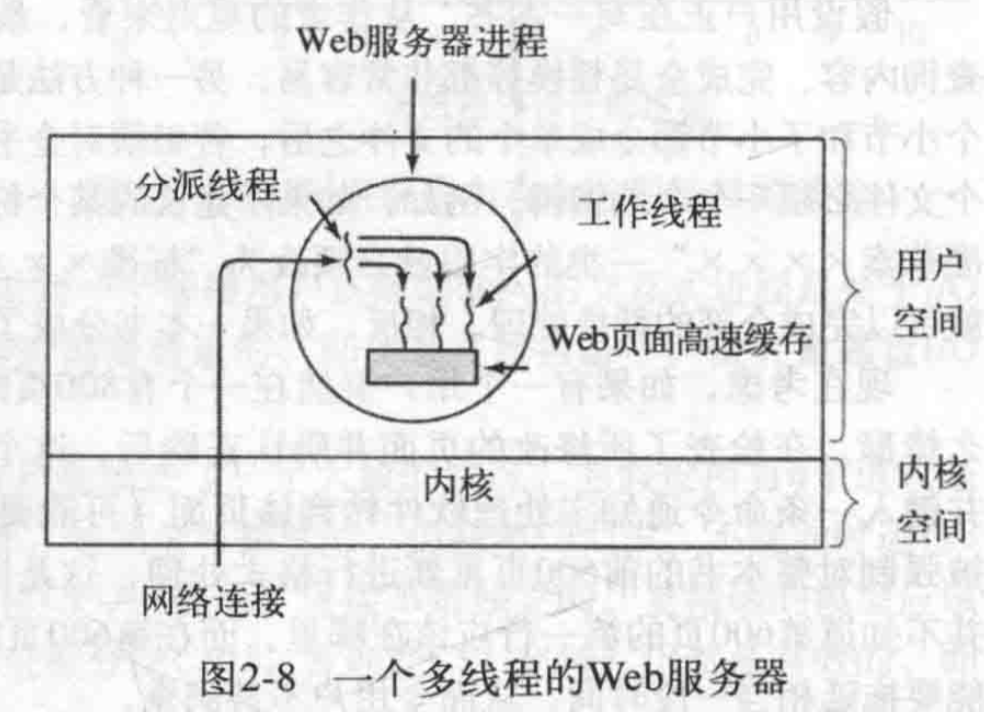 Web服务器进程
分派线程
工作线程
用户
空间
Web页面高速缓存
内核
内核
空间
网络连接
图2-8 一个多线程的Web服务器